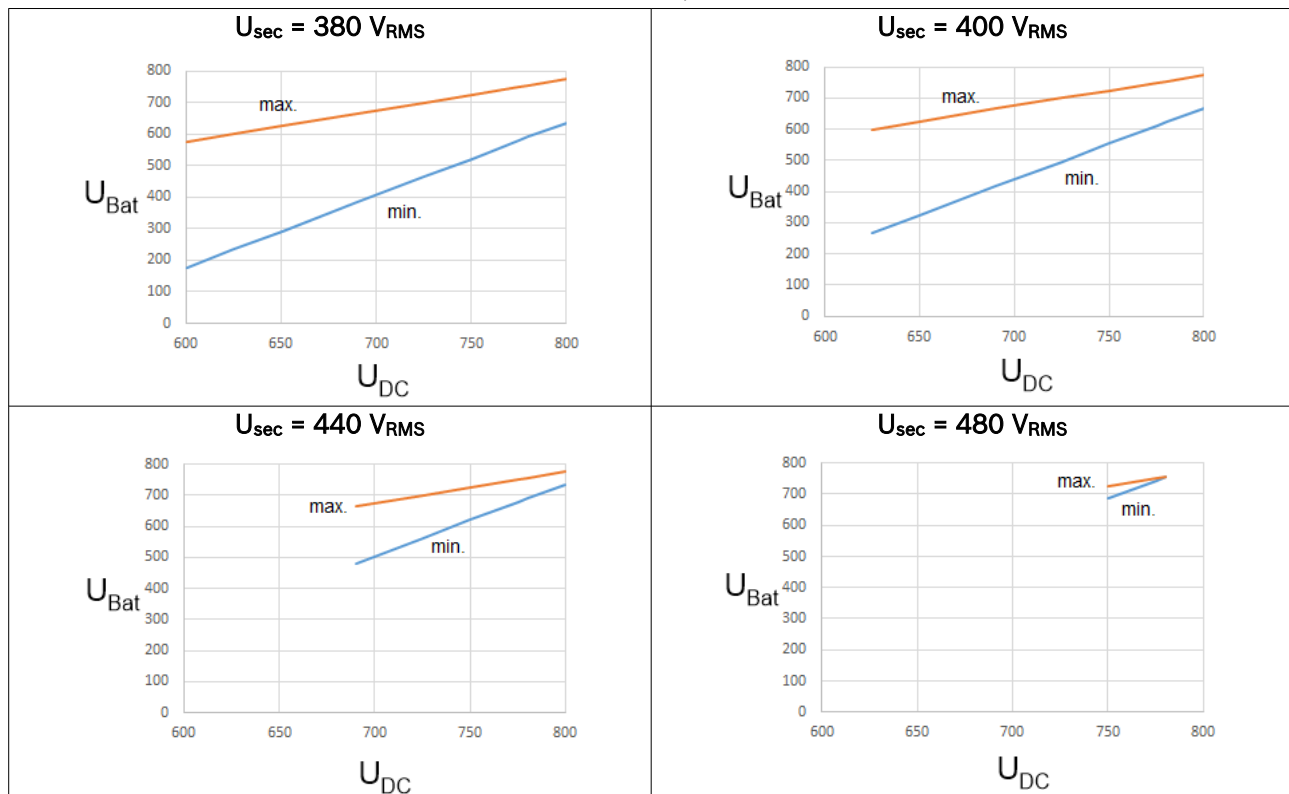 Usec = 380 VRMS
800
700
600
500
400
300
200
100
0
max.
min.
UBat
600 650 700 750 800
UDC
Usec = 400 VRMS
800
700
600
500
400
300
200
100
0
max.
min.
UBat
600 650 700 750 800
UDC
Usec = 440 VRMS
800
700
600
500
400
300
200
100
0
max.
min.
UBat
600 650 700 750 800
UDC
Usec = 480 VRMS
800
700
600
500
400
300
200
100
0
max.
min.
UBat
600 650 700 750 800
UDC